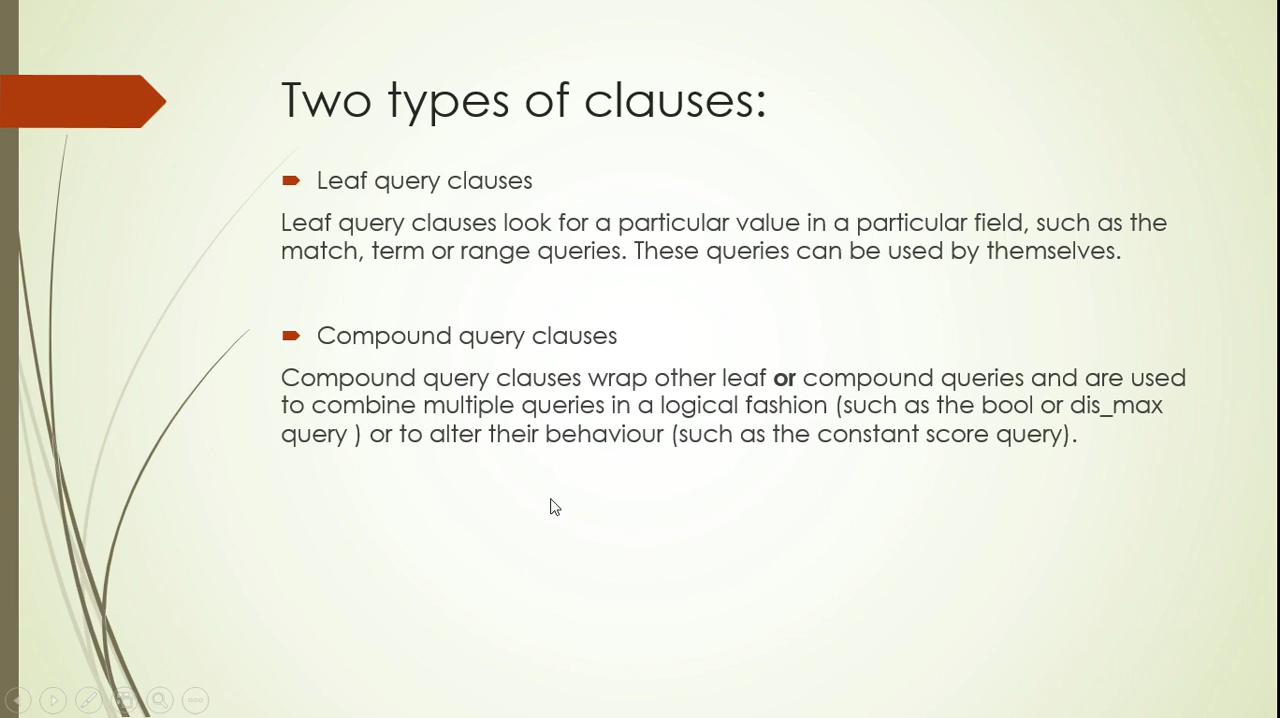 Two types of clauses:
Leaf query clauses
Leaf query clauses look for a particular value in a particular field, such as the
match, term or range queries. These queries can be used by themselves.
Compound query clauses
Compound query clauses wrap other leaf or compound queries and are used
to combine multiple queries in a logical fashion (such as the bool or dis_max
query ) or to alter their behaviour (such as the constant score query).